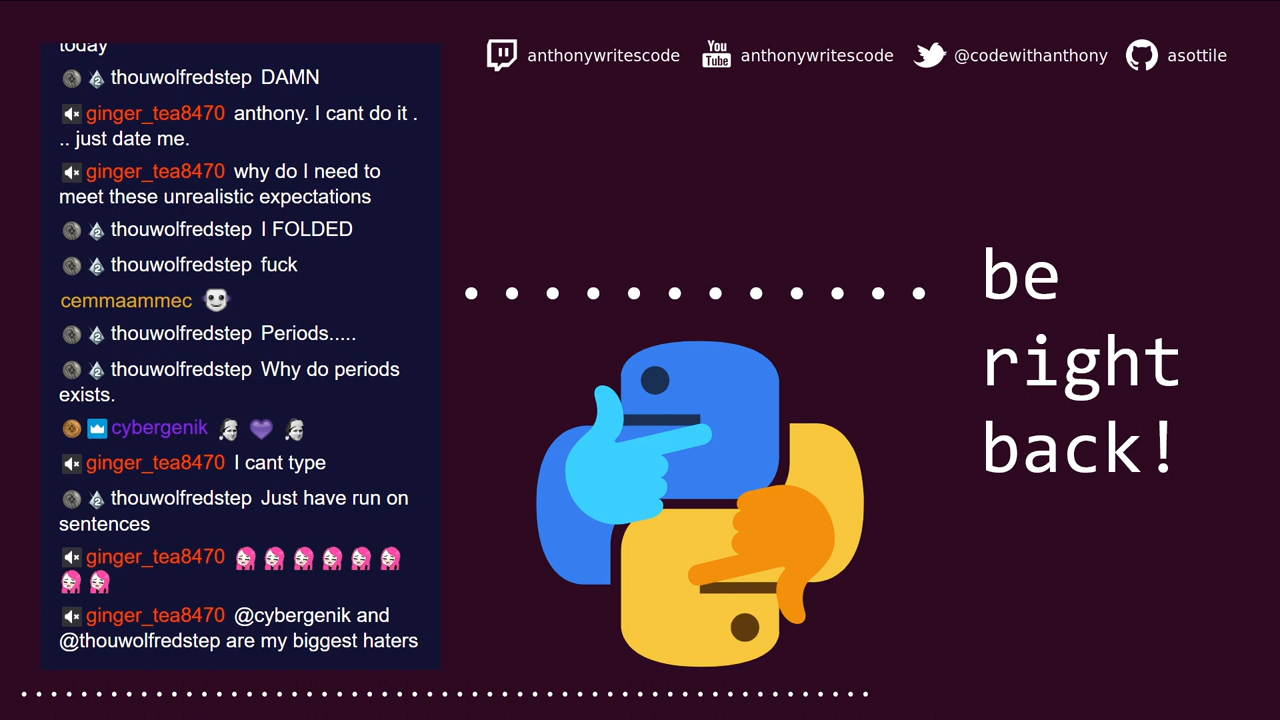 today
thouwolfredstep DAMN
ginger_tea8470 anthony. I cant do it .
.. just date me.
ginger_tea8470 why do I need to
meet these unrealistic expectations
thouwolfredstep I FOLDED
thouwolfredstep fuck
cemmaammec
thouwolfredstep Periods.....
thouwolfredstep Why do periods
exists.
cybergenik
ginger_tea8470 I cant type
thouwolfredstep Just have run on
sentences
ginger_tea8470
ginger_tea8470 @cybergenik and
@thouwolfredstep are my biggest haters
anthonywritescode You Tube anthonywritescode @codewithanthony asottile
be
right
back!